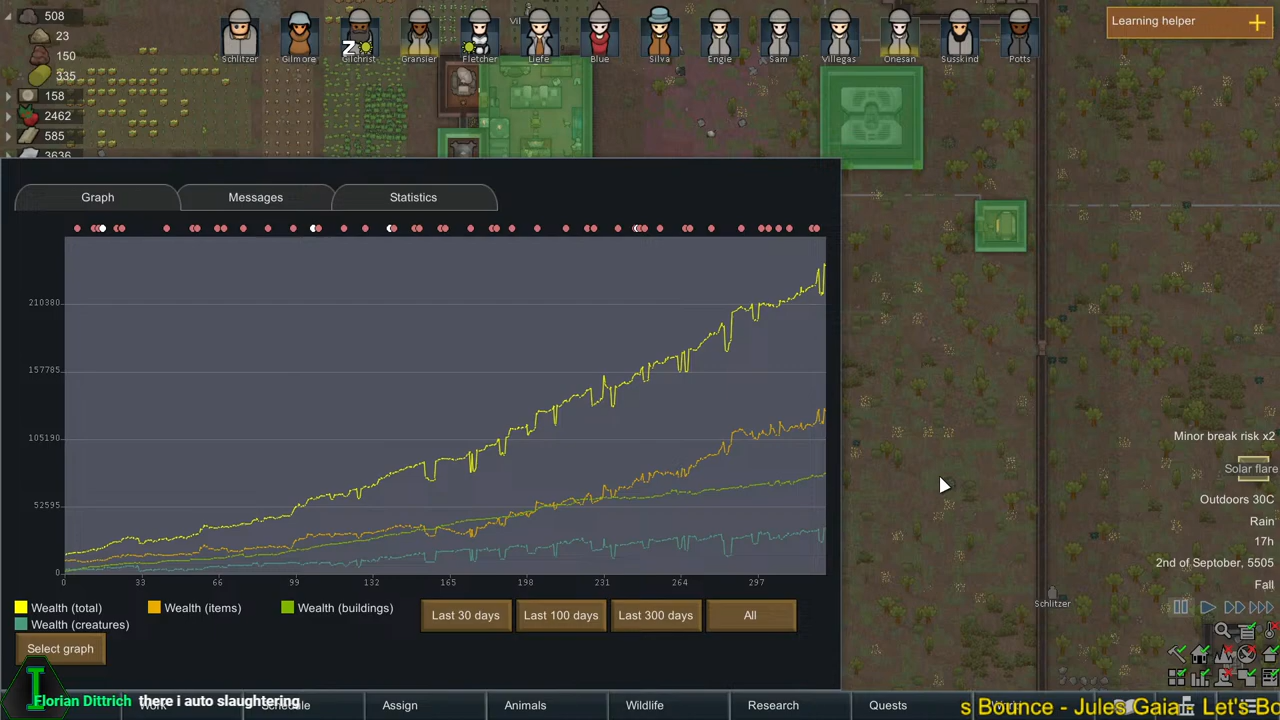 508
23
150
335
158
2462
585
3636
Vil
Schlitzer Gilmore Gilchrist Gransier Fletcher Liefe Blue Silva Engie Sam Villegas Onesan Susskind Potts
Z
Learning helper
Graph Messages Statistics
210380
157785
105190
52595
0
0 33 66 99 132 165 198 231 264 297
Wealth (total) Wealth (items) Wealth (buildings)
Wealth (creatures)
Last 30 days Last 100 days Last 300 days All
Select graph
Minor break risk x2
Solar flare
Outdoors 30C
Rain
17h
2nd of September, 5505
Fall
Schlitzer
Florian Dittrich there i auto slaughtering
Assign Animals Wildlife Research Quests
s Bounce - Jules Gaia - Let's Bo